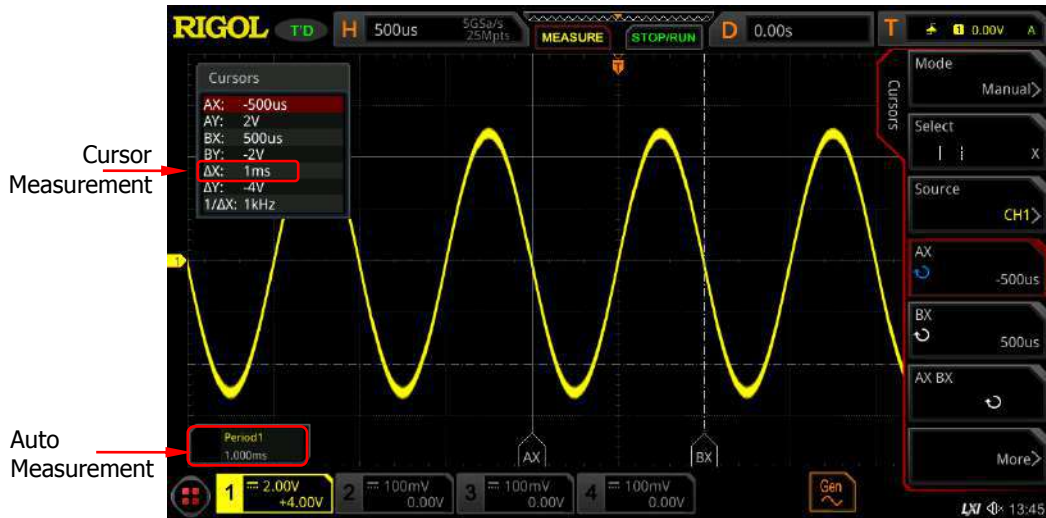 RIGOL T'D H 500us 5GSa/s 25Mpts MEASURE STOP/RUN D 0.00s T 1 0.00V A
T
Cursors
AX: -500us
AY: 2V
BX: 500us
BY: -2V
ΔX: 1ms
ΔY: -4V
1/ΔX: 1kHz
Cursor
Measurement
1
Cursors
Mode
Manual>
Select
X
Source
CH1>
AX
-500us
BX
500us
AX BX
More>
Auto
Measurement
Period1
1.000ms
AX
BX
1 2.00V +4.00V
2 100mV 0.00V
3 100mV 0.00V
4 100mV 0.00V
Gen
LXI 13:45